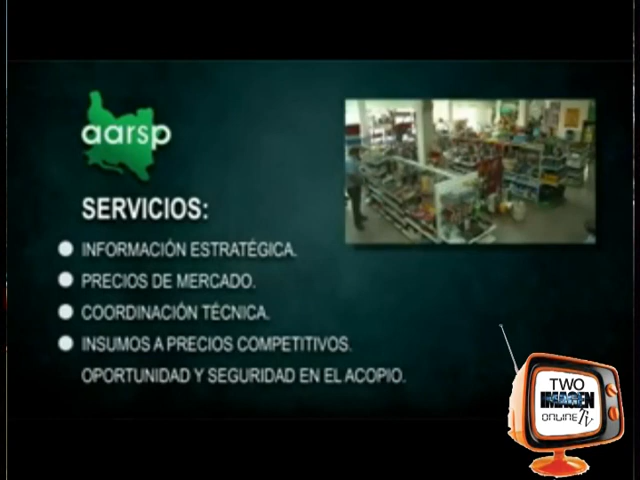 aarsp
SERVICIOS:
INFORMACIÓN ESTRATÉGICA.
PRECIOS DE MERCADO.
COORDINACIÓN TÉCNICA.
INSUMOS A PRECIOS COMPETITIVOS.
OPORTUNIDAD Y SEGURIDAD EN EL ACOPIO.
TWO
IMAGEN
ONLINE TV